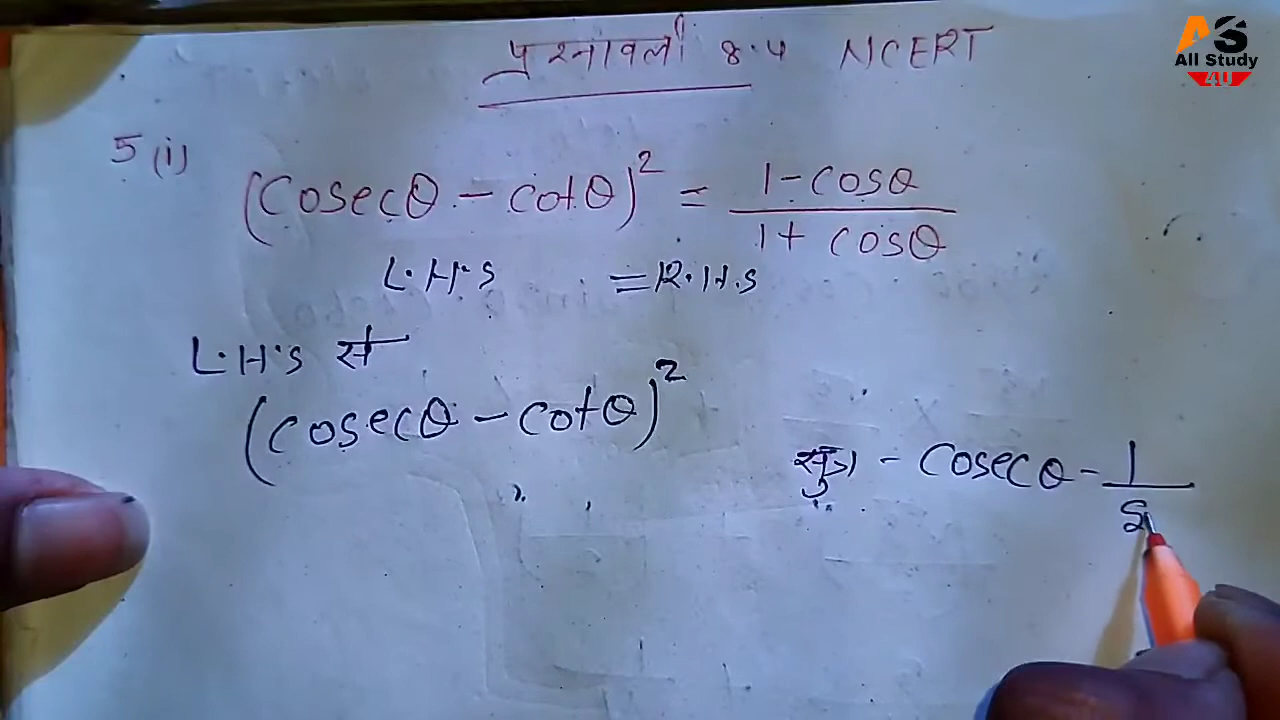 प्रश्नावली 8.4 NCERT
AS
All Study
4U
5(i) (cosecθ - cotθ)² = 1-cosθ / 1+ cosθ
L.H.S = R.H.S
L.H.S से
(cosecθ - cotθ)²
सूत्र - cosecθ - 1 / s